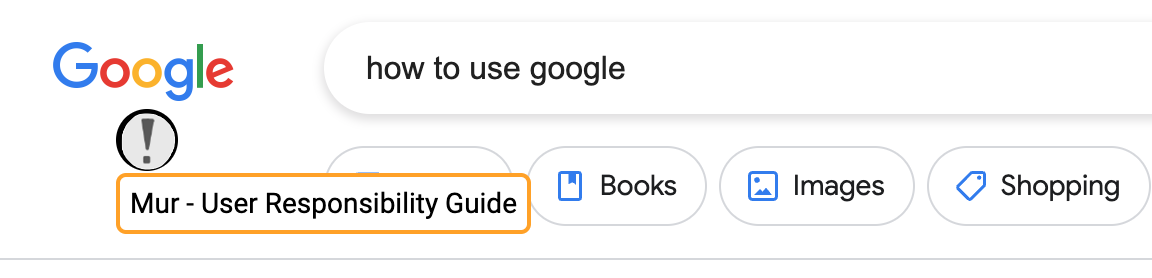 Google
how to use google
Books
Images
Shopping
Mur - User Responsibility Guide